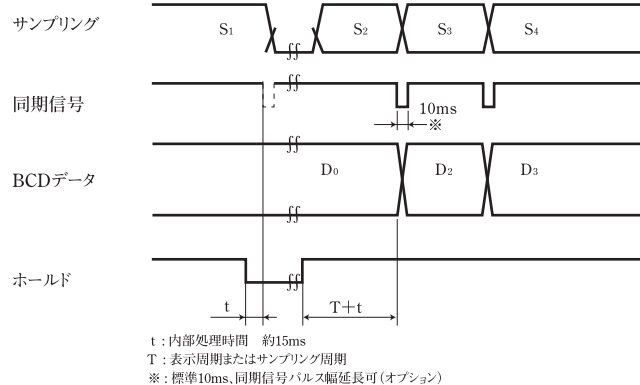 サンプリング
S1
S2
S3
S4
同期信号
10ms
※
BCDデータ
D0
D2
D3
ホールド
t
T+t
t：内部処理時間　約15ms
T：表示周期またはサンプリング周期
※：標準10ms、同期信号パルス幅延長可（オプション）